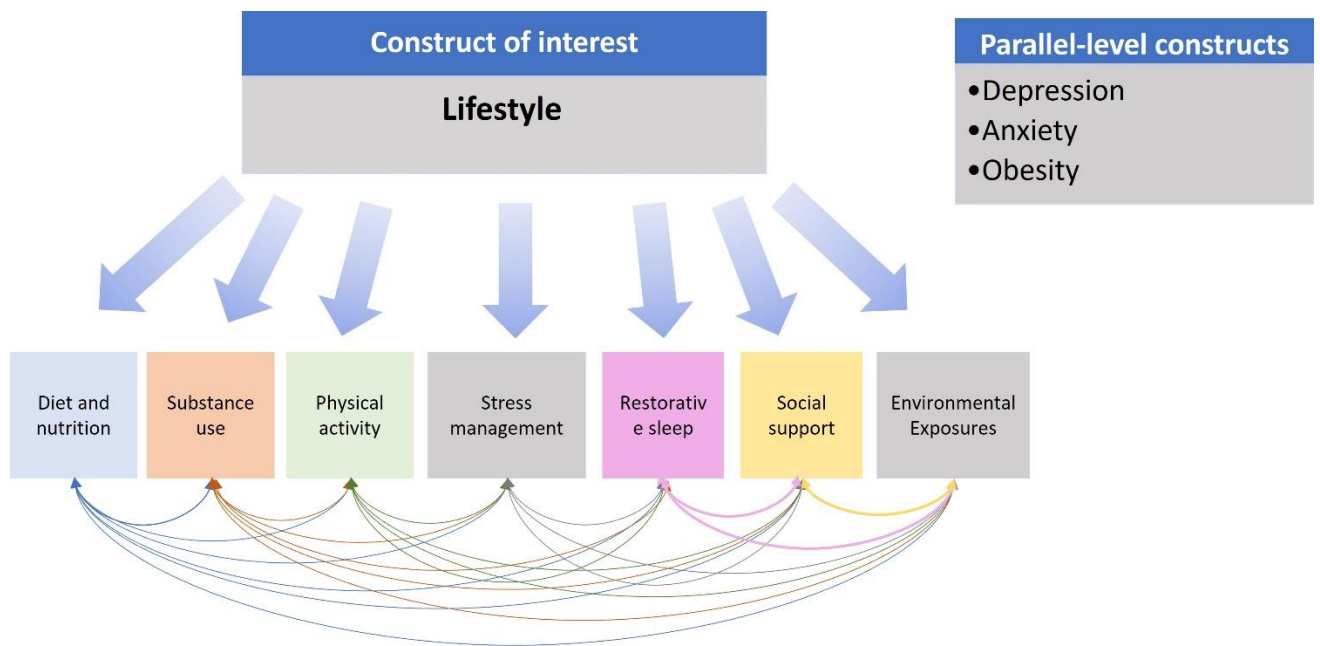 Construct of interest
Lifestyle
Parallel-level constructs
•Depression
•Anxiety
•Obesity
Diet and
nutrition
Substance
use
Physical
activity
Stress
management
Restorativ
e sleep
Social
support
Environmental
Exposures